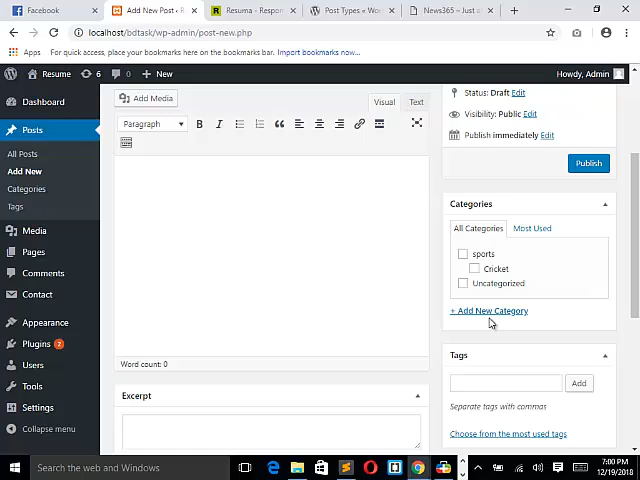 Facebook
Add New Post ‹ R
Resuma - Respon
Post Types « Wor
News365 – Just a
localhost/bdtask/wp-admin/post-new.php
Apps
For quick access, place your bookmarks here on the bookmarks bar. Import bookmarks now...
Resume
6
0
New
Howdy, Admin
Dashboard
Posts
All Posts
Add New
Categories
Tags
Media
Pages
Comments
Contact
Appearance
Plugins 2
Users
Tools
Settings
Collapse menu
Add Media
Visual
Text
Paragraph
B
I
Word count: 0
Excerpt
Status: Draft Edit
Visibility: Public Edit
Publish immediately Edit
Publish
Categories
All Categories
Most Used
sports
Cricket
Uncategorized
+ Add New Category
Tags
Add
Separate tags with commas
Choose from the most used tags
Search the web and Windows
7:00 PM
12/19/2018